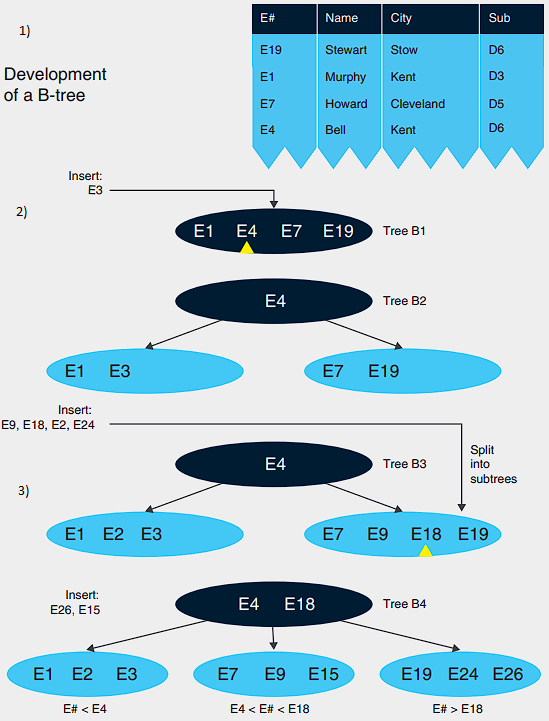 1)
Development
of a B-tree
E# Name City Sub
E19 Stewart Stow D6
E1 Murphy Kent D3
E7 Howard Cleveland D5
E4 Bell Kent D6
Insert:
E3
2)
E1 E4 E7 E19 Tree B1
E4 Tree B2
E1 E3 E7 E19
Insert:
E9, E18, E2, E24
E4 Tree B3
Split
into
subtrees
3)
E1 E2 E3 E7 E9 E18 E19
Insert:
E26, E15
E4 E18 Tree B4
E1 E2 E3 E7 E9 E15 E19 E24 E26
E# < E4 E4 < E# < E18 E# > E18